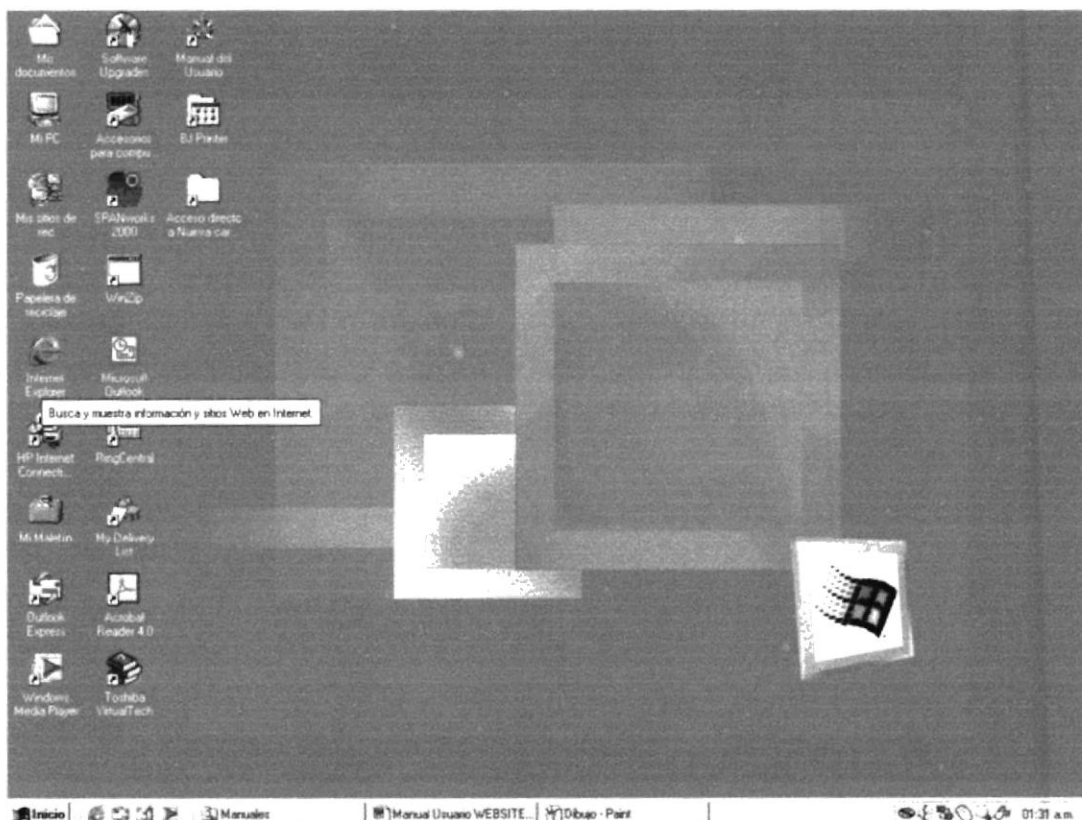 Mis
documentos
Software
Upgrades
Manual del
Usuario
Mi PC
Accesorios
para compu...
BJ Printer
Mis sitios de
red
SPANworks
2000
Acceso directo
a Nueva car...
Papelera de
reciclaje
WinZip
Internet
Explorer
Microsoft
Outlook
Busca y muestra información y sitios Web en Internet
HP Internet
Connecti...
RingCentral
Mi Maletín
My Delivery
List
Outlook
Express
Acrobat
Reader 4.0
Windows
Media Player
Toshiba
VirtualTech
Inicio
Manuales
Manual Usuario WEBSITE...
Dibujo - Paint
01:31 a.m.